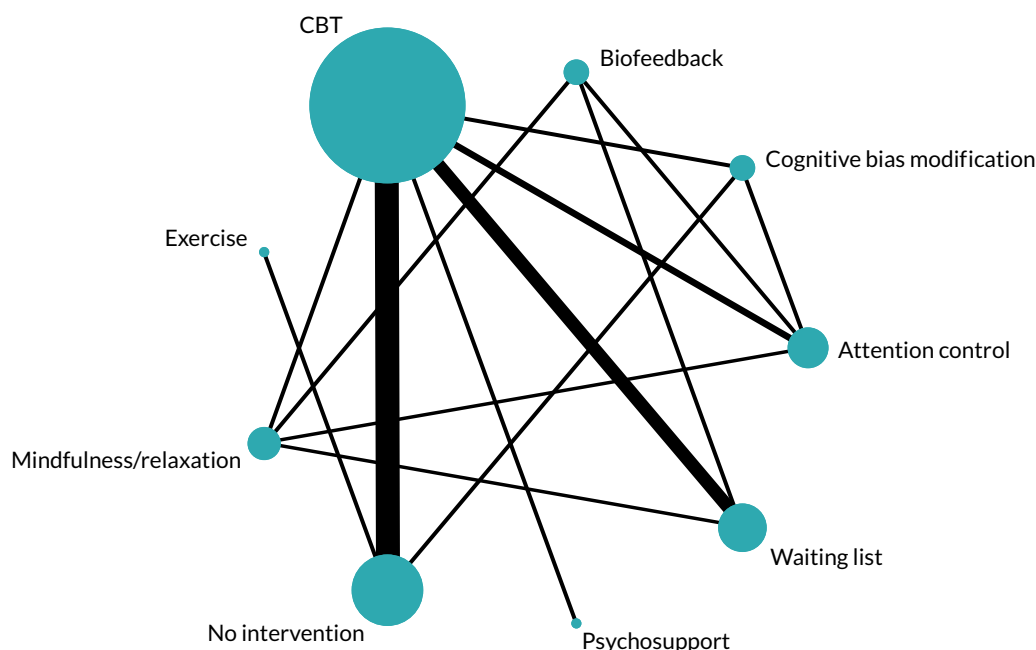 CBT
Biofeedback
Cognitive bias modification
Exercise
Attention control
Mindfulness/relaxation
Waiting list
No intervention
Psychosupport